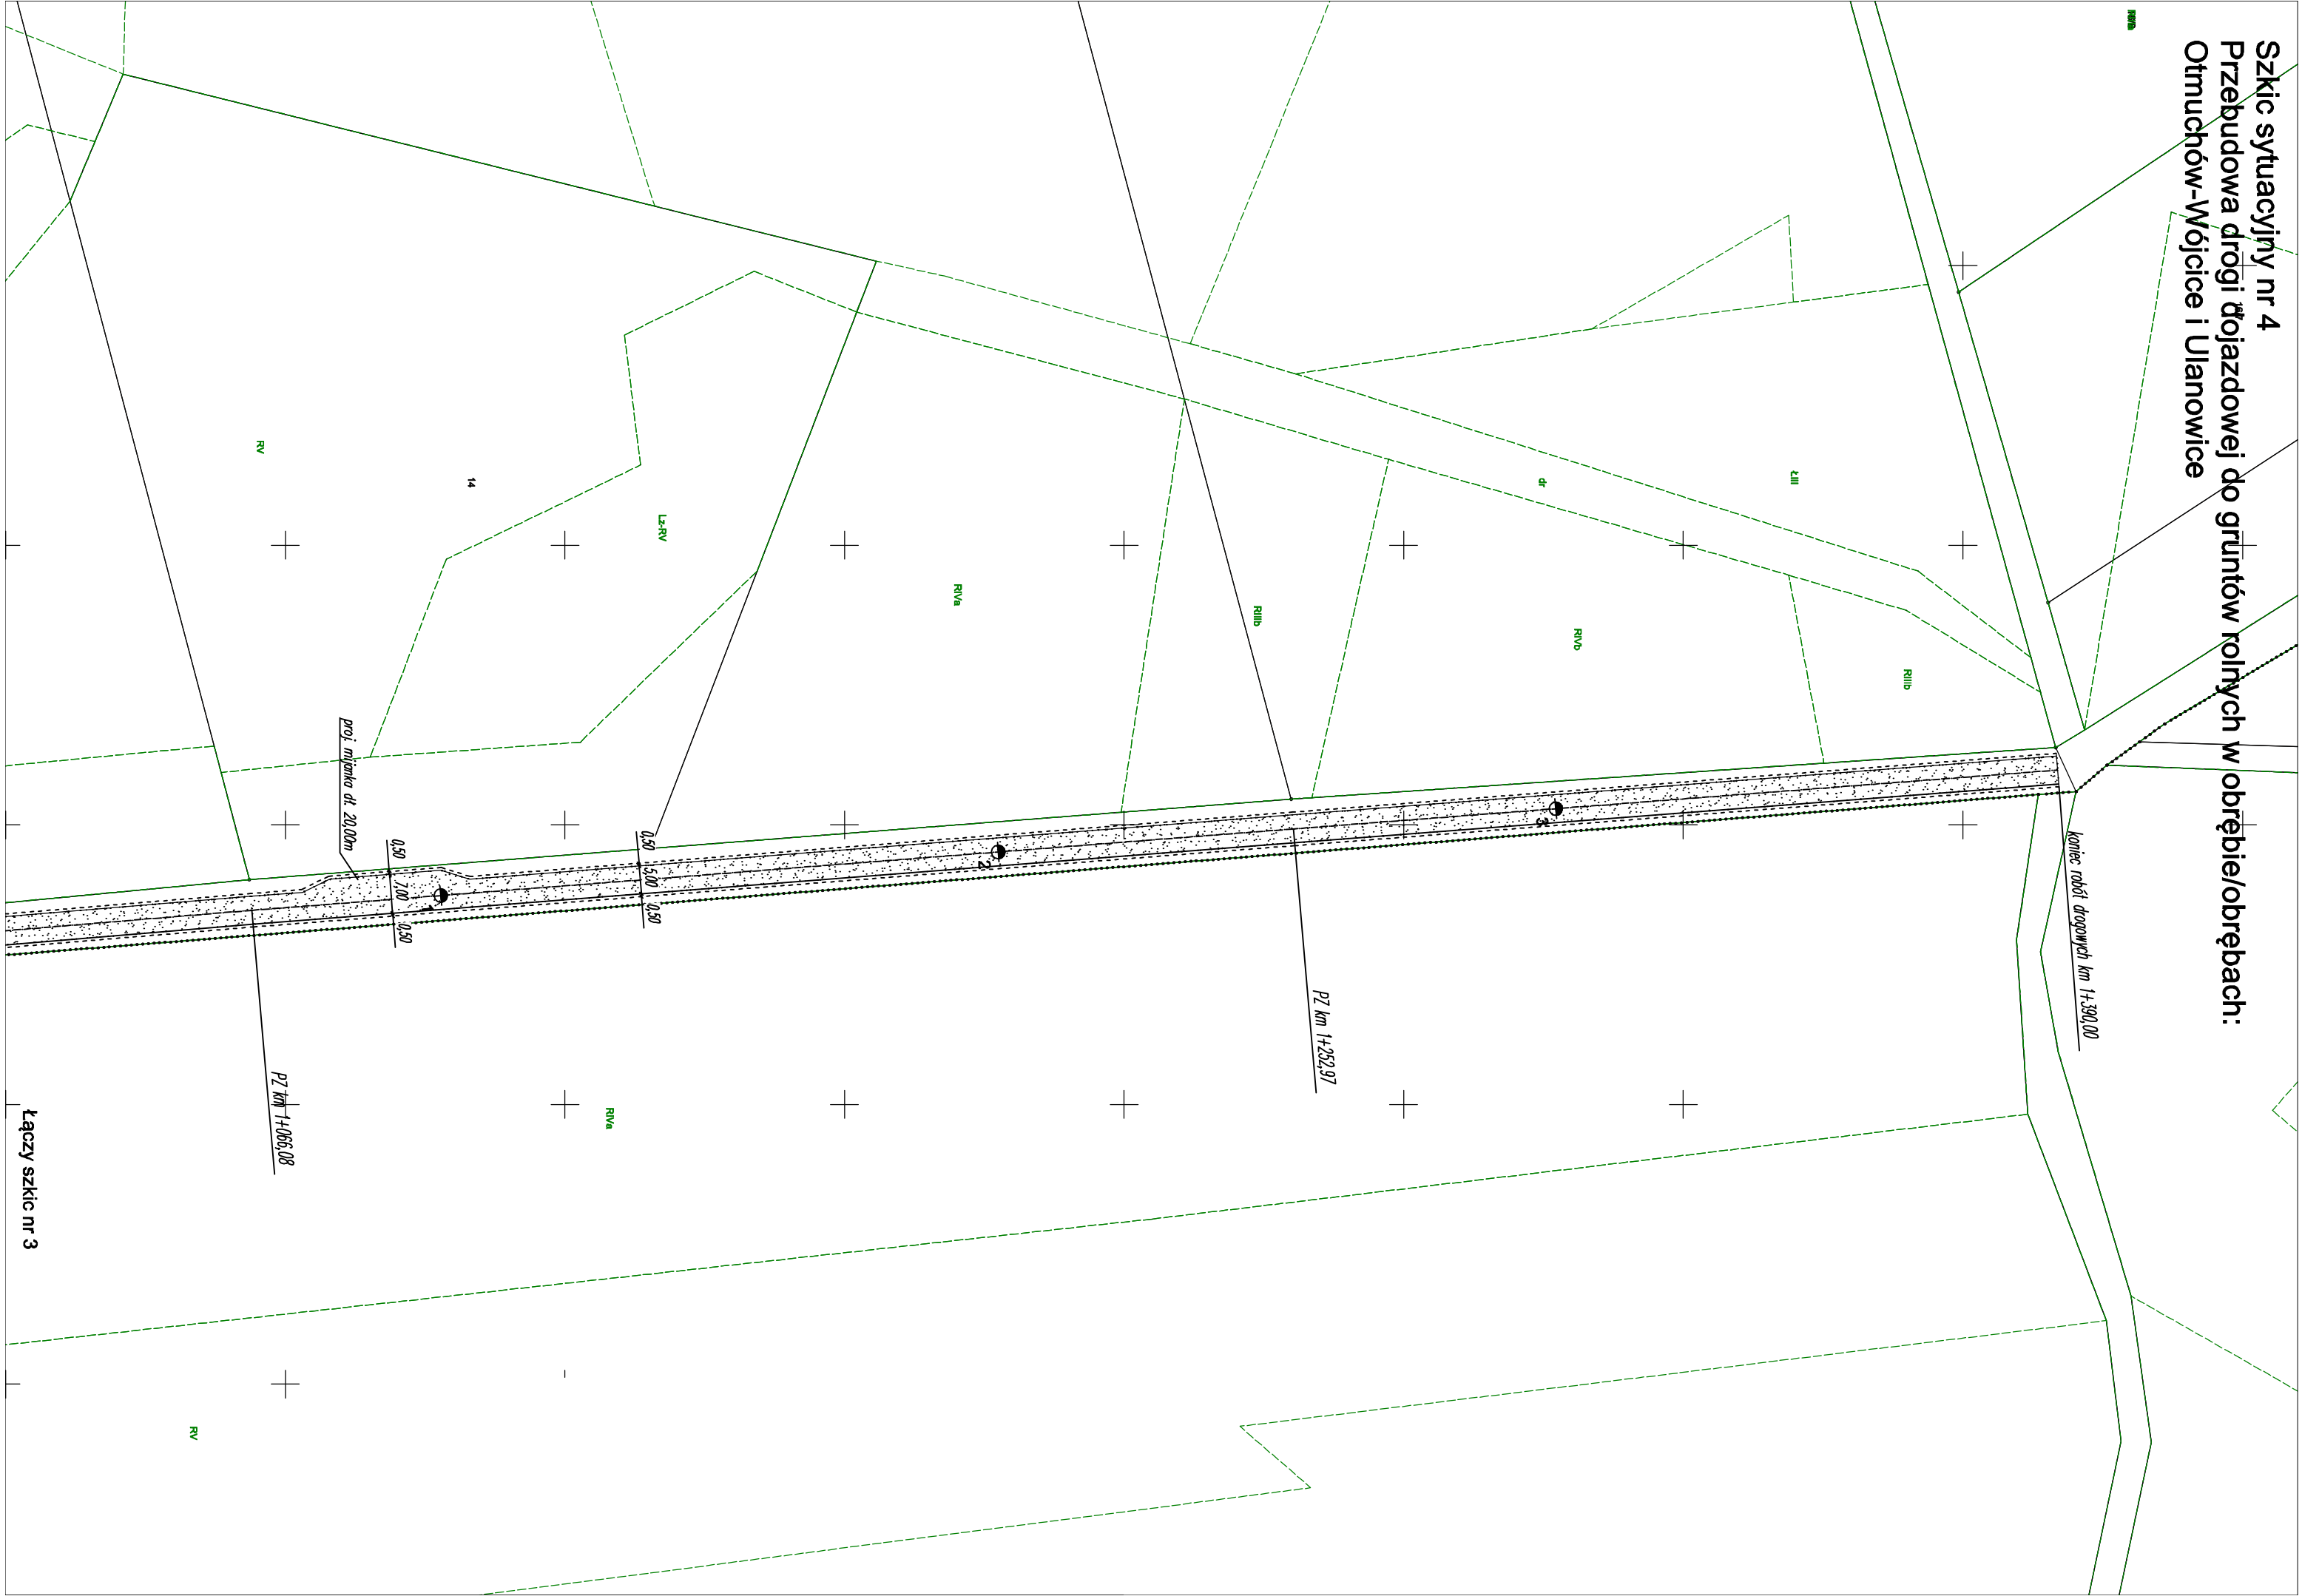 Szkic sytuacyjny nr 4
Przebudowa drogi dojazdowej do gruntów rolnych w obrębie/obrębach:
Otmuchów-Wójcice i Ulanowice
koniec robót drogowych km 1+390,00
ŁIII
RIIIb
dr
RIVb
3
PZ km 1+252,97
RIIIb
2
RIVa
Lz-RV
0,50 5,00 0,50
RIVa
14
1
0,50 7,00 0,50
proj. mijanka dł. 20,00m
PZ km 1+066,08
RV
RV
Łączy szkic nr 3